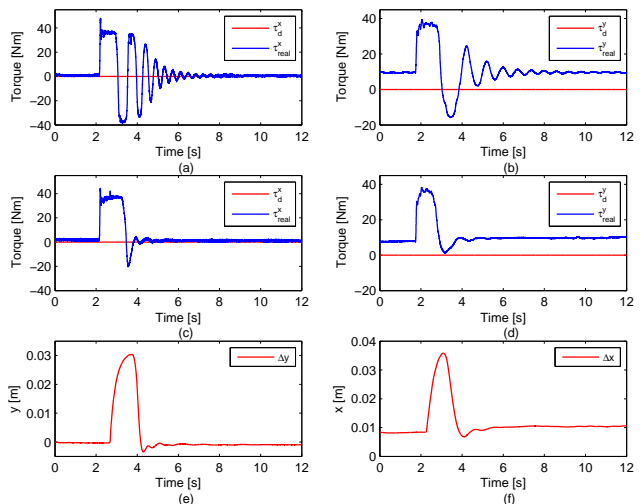 40
20
0
−20
−40
Torque [Nm]
0 2 4 6 8 10 12
Time [s]
(a)
τ_d^x
τ_real^x
40
20
0
−20
Torque [Nm]
0 2 4 6 8 10 12
Time [s]
(b)
τ_d^y
τ_real^y
40
20
0
−20
−40
Torque [Nm]
0 2 4 6 8 10 12
Time [s]
(c)
τ_d^x
τ_real^x
40
20
0
−20
Torque [Nm]
0 2 4 6 8 10 12
Time [s]
(d)
τ_d^y
τ_real^y
0.03
0.02
0.01
0
y [m]
0 2 4 6 8 10 12
Time [s]
(e)
Δy
0.04
0.03
0.02
0.01
0
x [m]
0 2 4 6 8 10 12
Time [s]
(f)
Δx